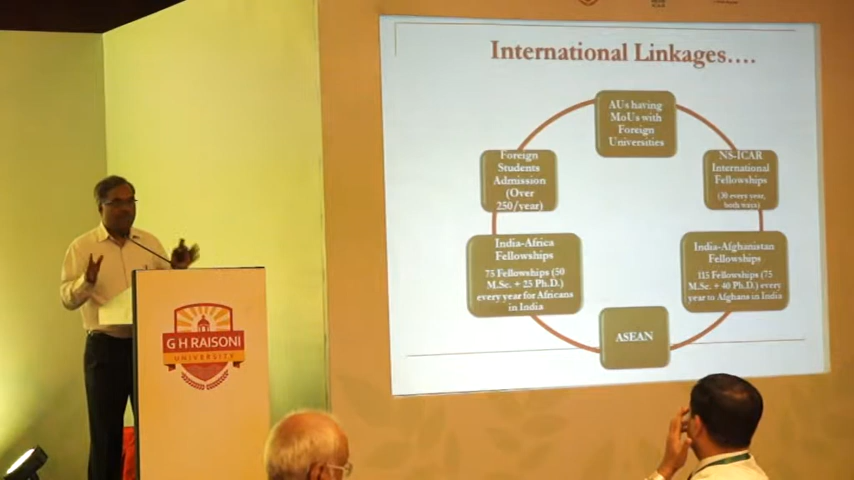 International Linkages....
AUs having
MoUs with
Foreign
Universities
NS-ICAR
International
Fellowships
(30 every year,
both ways)
India-Afghanistan
Fellowships
115 Fellowships (75
M.Sc. + 40 Ph.D.) every
year to Afghans in India
ASEAN
India-Africa
Fellowships
75 Fellowships (50
M.Sc. + 25 Ph.D.)
every year for Africans
in India
Foreign
Students
Admission
(Over
250/year)
G H RAISONI
UNIVERSITY